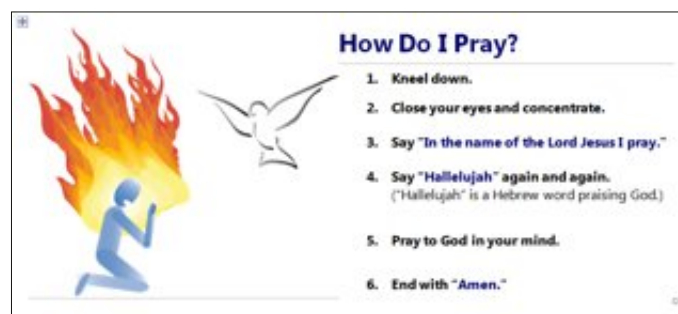 How Do I Pray?
1. Kneel down.
2. Close your eyes and concentrate.
3. Say "In the name of the Lord Jesus I pray."
4. Say "Hallelujah" again and again.
("Hallelujah" is a Hebrew word praising God.)
5. Pray to God in your mind.
6. End with "Amen."